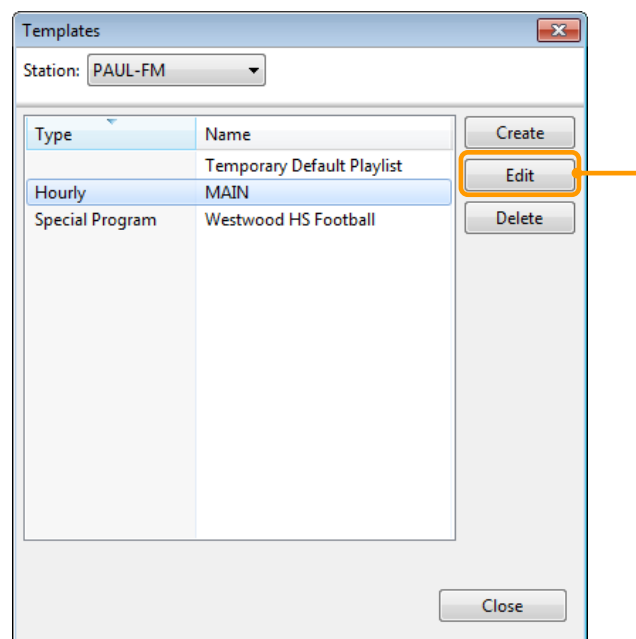 Templates
Station: PAUL-FM
Type Name Create
Temporary Default Playlist
Edit
Hourly MAIN
Special Program Westwood HS Football Delete
Close